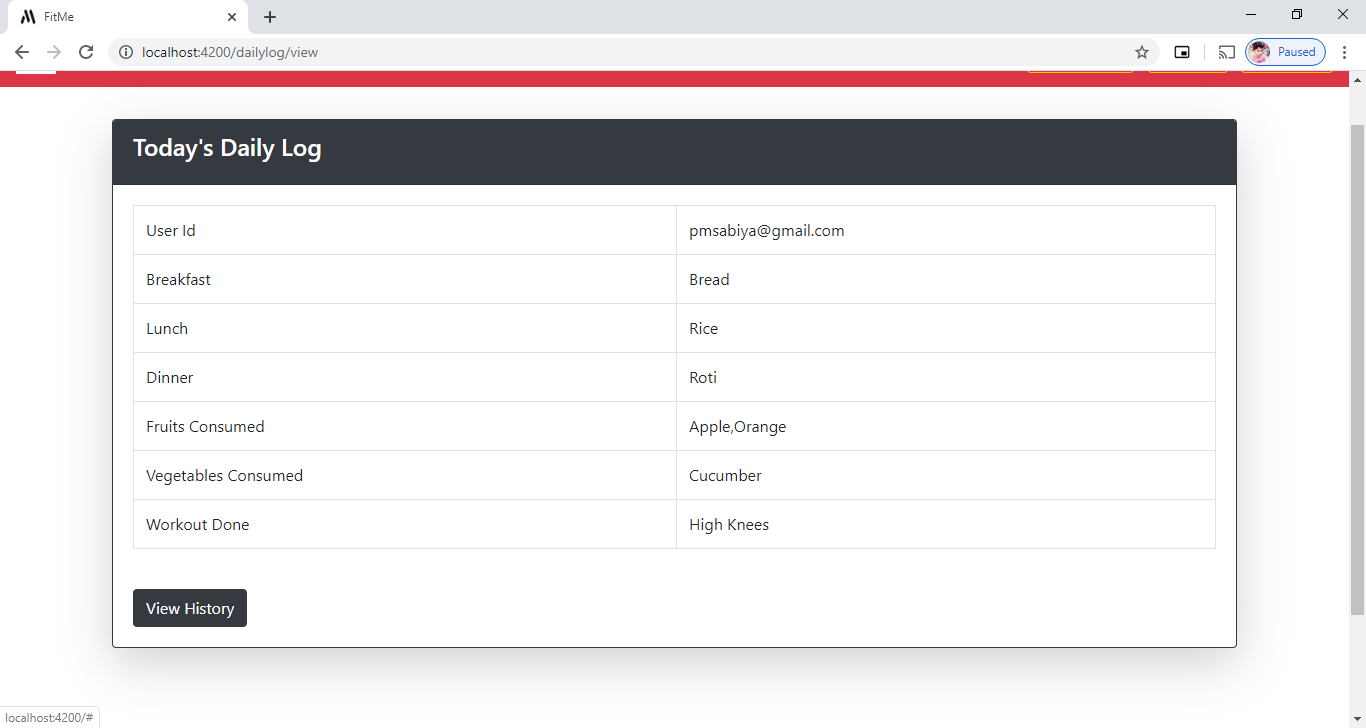 FitMe
localhost:4200/dailylog/view
Paused
Today's Daily Log
User Id pmsabiya@gmail.com
Breakfast Bread
Lunch Rice
Dinner Roti
Fruits Consumed Apple,Orange
Vegetables Consumed Cucumber
Workout Done High Knees
View History
localhost:4200/#